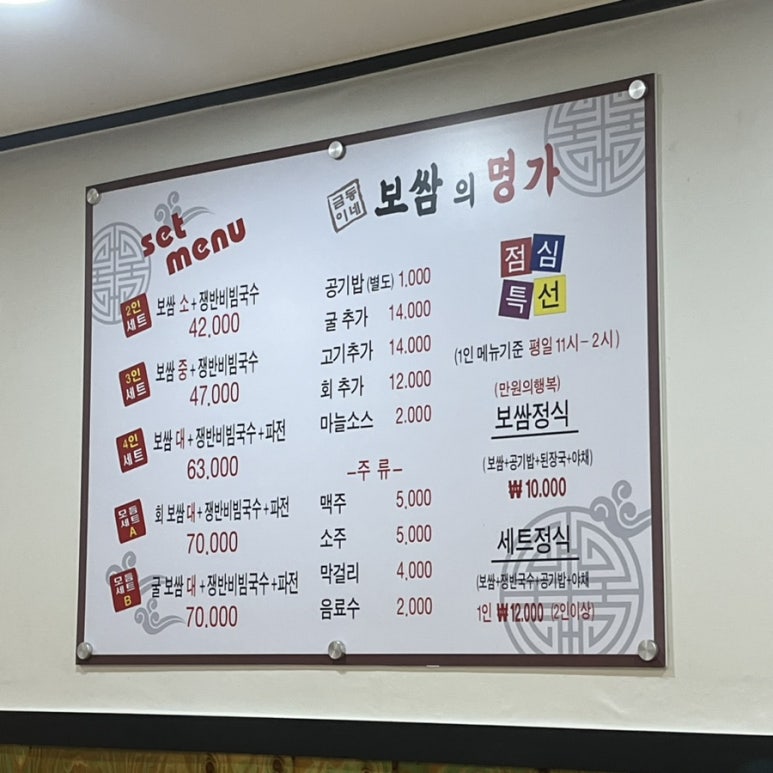 금동이네 보쌈의 명가
set menu
2인 세트 보쌈 소+쟁반비빔국수
42.000
3인 세트 보쌈 중+쟁반비빔국수
47.000
4인 세트 보쌈 대+쟁반비빔국수+파전
63.000
모듬세트 A 회 보쌈 대+쟁반비빔국수+파전
70.000
모듬세트 B 굴 보쌈 대+쟁반비빔국수+파전
70.000
공기밥 (별도) 1.000
굴 추가 14.000
고기추가 14.000
회 추가 12.000
마늘소스 2.000
-주 류-
맥주 5,000
소주 5,000
막걸리 4,000
음료수 2,000
점심
특선
(1인 메뉴기준 평일 11시-2시)
(만원의행복)
보쌈정식
(보쌈+공기밥+된장국+야채)
₩10.000
세트정식
(보쌈+쟁반국수+공기밥+야채
1인 ₩12.000 (2인이상)